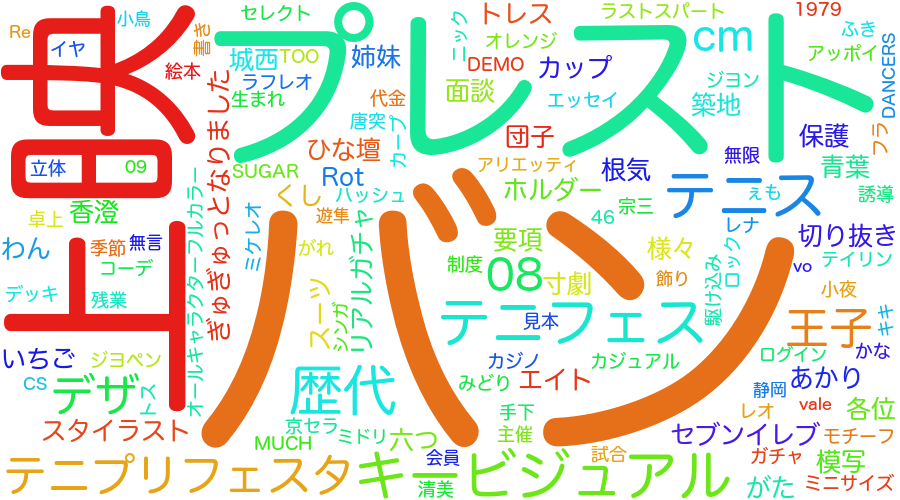 上映
プレスト
バツン
セレクト
小鳥
Re
イヤ
書き
絵本
城西
TOO
姉妹
ラフレオ
生まれ
代金
唐突
カープ
ニック
トレス
オレンジ
DEMO
面談
カップ
エッセイ
ラストスパート
cm
ジヨン
築地
1979
ふき
アッポイ
DANCERS
フラ
保護
無限
青葉
誘導
立体
09
香澄
卓上
ぎゅぎゅっとなりました
SUGAR
ひな壇
Rot
ハッシュ
団子
アリエッティ
ホルダー
根気
46
宗三
テニス
えも
レナ
切り抜き
くし
遊隼
ミケレオ
がれ
リアルガチャ
わん
季節
無言
コーデ
オールキャラクターフルカラー
デッキ
残業
要項
制度
08
寸劇
様々
飾り
駆け込み
ロック
vo
テイリン
小夜
キキ
スーツ
シンガ
テニフェス
見本
王子
いちご
ジヨペン
CS
デザ
トス
歴代
カジノ
カジュアル
みどり
エイト
ログイン
かな
あかり
静岡
vale
レオ
各位
スタイラスト
京セラ
MUCH
ミドリ
六つ
手下
主催
セブンイレブ
モチーフ
テニプリフェスタ
キービジュアル
会員
清美
試合
ガチャ
模写
がた
ミニサイズ